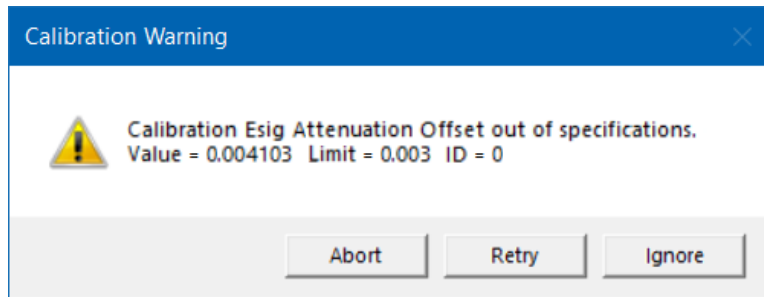 Calibration Warning
Calibration Esig Attenuation Offset out of specifications.
Value = 0.004103 Limit = 0.003 ID = 0
Abort
Retry
Ignore